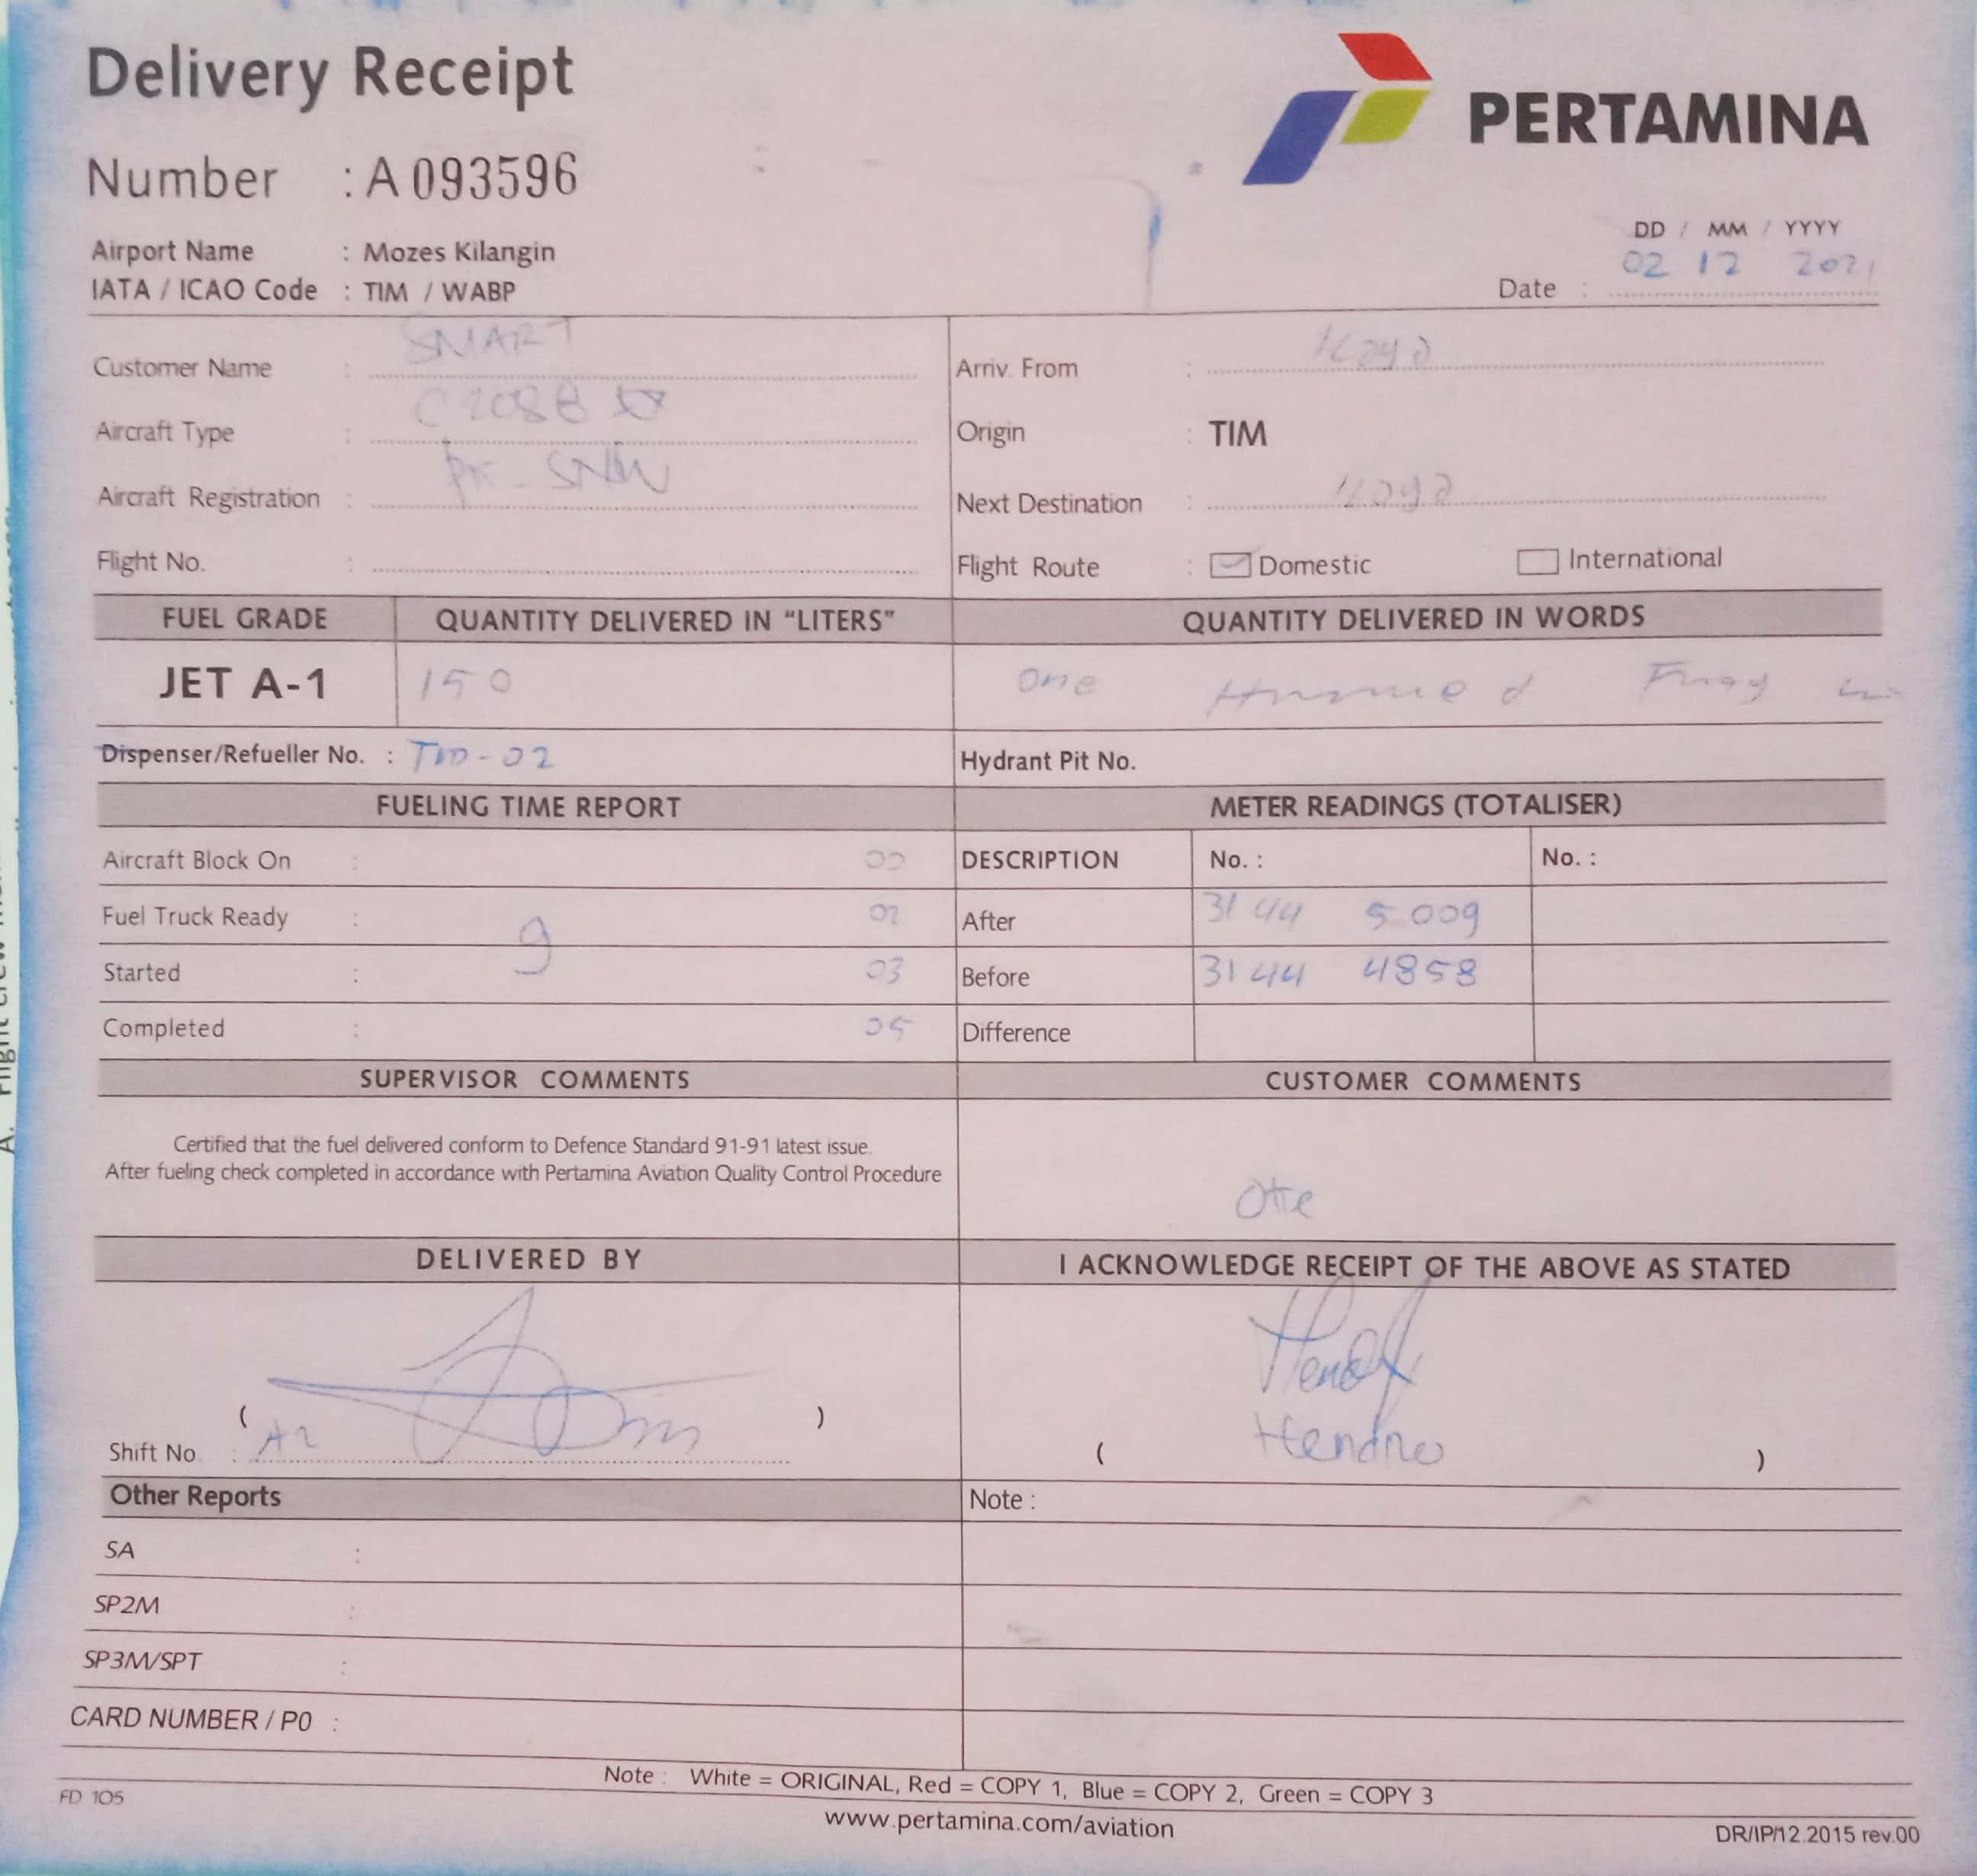 Delivery Receipt
PERTAMINA
Number : A 093596
Airport Name : Mozes Kilangin
IATA / ICAO Code : TIM / WABP
DD / MM / YYYY
Date : 02 12 2021
Customer Name : SMART
Arriv. From :
Aircraft Type : C208B
Origin : TIM
Aircraft Registration : PK-SNW
Next Destination :
Flight No. :
Flight Route : Domestic International
FUEL GRADE QUANTITY DELIVERED IN "LITERS" QUANTITY DELIVERED IN WORDS
JET A-1 150 One
Dispenser/Refueller No. : -02
Hydrant Pit No.
FUELING TIME REPORT METER READINGS (TOTALISER)
Aircraft Block On : 00 DESCRIPTION No. : No. :
Fuel Truck Ready : After 3144 5009
Started : 9 03 Before 3144 4858
Completed : 05 Difference
SUPERVISOR COMMENTS CUSTOMER COMMENTS
Certified that the fuel delivered conform to Defence Standard 91-91 latest issue.
After fueling check completed in accordance with Pertamina Aviation Quality Control Procedure
DELIVERED BY I ACKNOWLEDGE RECEIPT OF THE ABOVE AS STATED
( )
Shift No :
( )
Other Reports Note :
SA :
SP2M :
SP3M/SPT :
CARD NUMBER / P0 :
Note : White = ORIGINAL, Red = COPY 1, Blue = COPY 2, Green = COPY 3
FD 105
www.pertamina.com/aviation
DR/IP/12.2015 rev.00